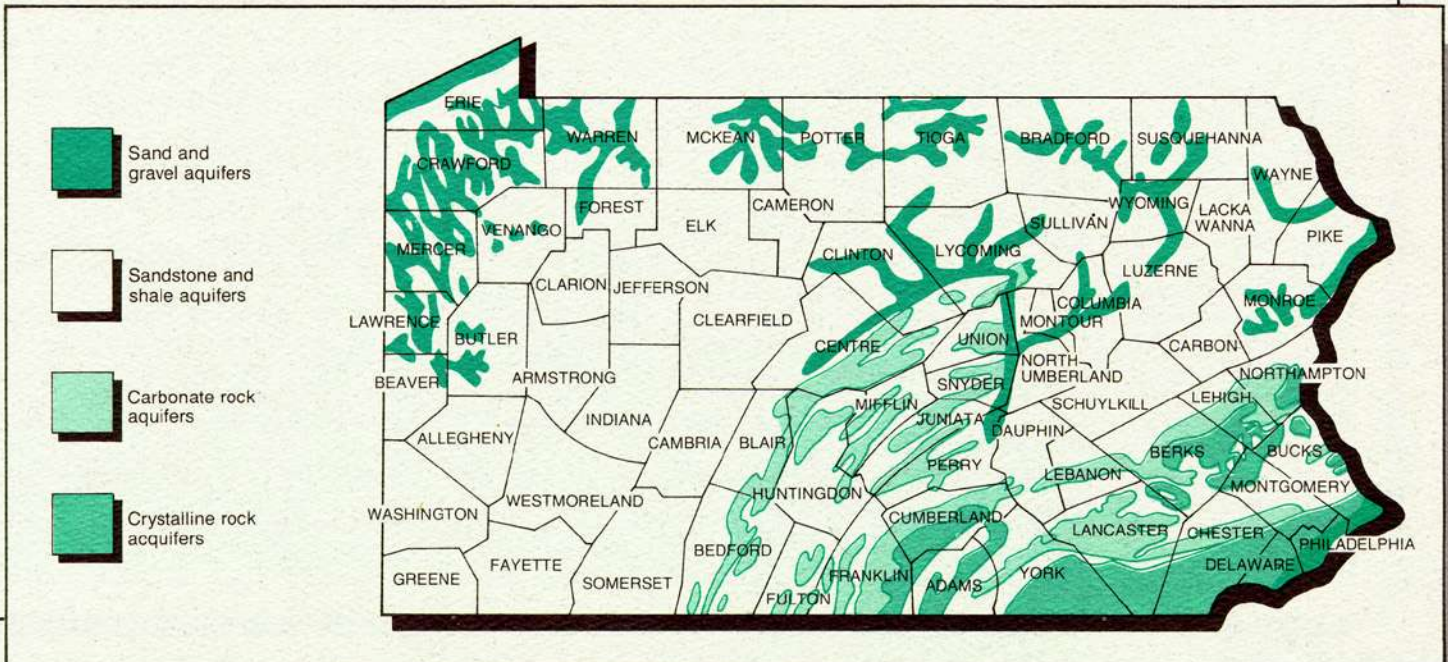 Sand and
gravel aquifers
Sandstone and
shale aquifers
Carbonate rock
aquifers
Crystalline rock
acquifers
ERIE
CRAWFORD
WARREN
MCKEAN
POTTER
TIOGA
BRADFORD
SUSQUEHANNA
WAYNE
FOREST
VENANGO
MERCER
ELK
CAMERON
CLINTON
LYCOMING
SULLIVAN
WYOMING
LACKA
WANNA
PIKE
LUZERNE
CLARION
JEFFERSON
CLEARFIELD
LAWRENCE
BUTLER
BEAVER
ARMSTRONG
INDIANA
CENTRE
UNION
MONTOUR
COLUMBIA
MONROE
CARBON
NORTH
UMBERLAND
SNYDER
NORTHAMPTON
LEHIGH
SCHUYLKILL
MIFFLIN
JUNIATA
DAUPHIN
ALLEGHENY
CAMBRIA
BLAIR
PERRY
LEBANON
BERKS
BUCKS
MONTGOMERY
WASHINGTON
WESTMORELAND
HUNTINGDON
CUMBERLAND
LANCASTER
CHESTER
PHILADELPHIA
GREENE
FAYETTE
SOMERSET
BEDFORD
FULTON
FRANKLIN
ADAMS
YORK
DELAWARE